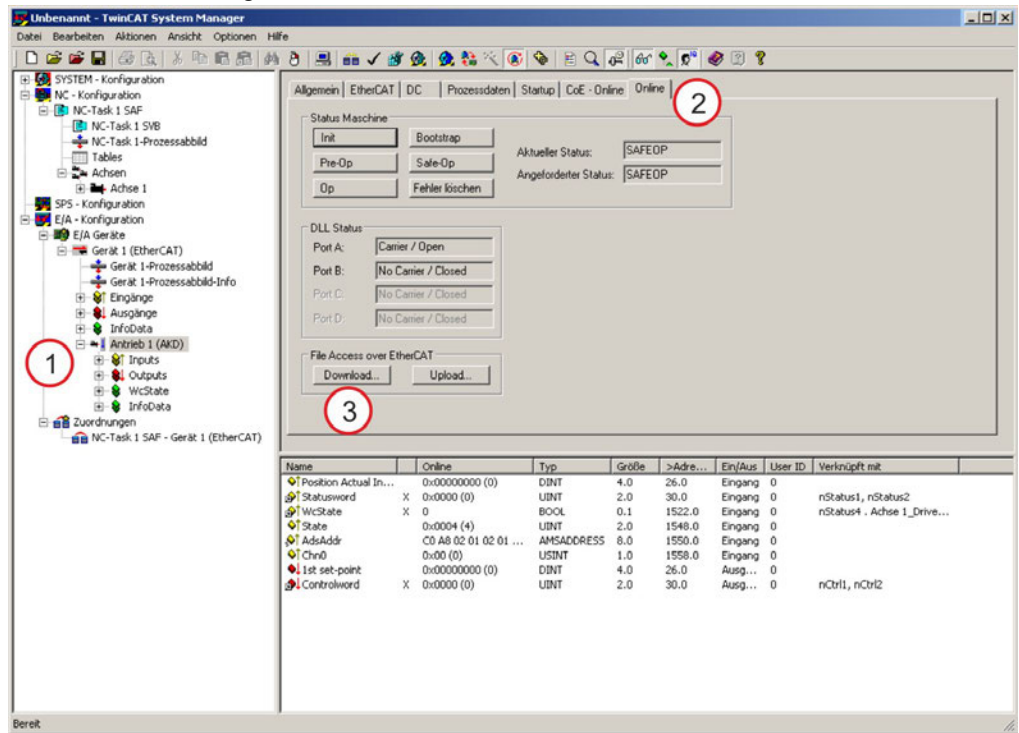 Unbenannt - TwinCAT System Manager
Datei Bearbeiten Aktionen Ansicht Optionen Hilfe
SYSTEM - Konfiguration
NC - Konfiguration
NC-Task 1 SAF
NC-Task 1 SVB
NC-Task 1-Prozessabbild
Tables
Achsen
Achse 1
SPS - Konfiguration
E/A - Konfiguration
E/A Geräte
Gerät 1 (EtherCAT)
Gerät 1-Prozessabbild
Gerät 1-Prozessabbild-Info
Eingänge
Ausgänge
InfoData
Antrieb 1 (AKD)
1
Inputs
Outputs
WcState
InfoData
Zuordnungen
NC-Task 1 SAF - Gerät 1 (EtherCAT)
Allgemein EtherCAT DC Prozessdaten Startup CoE - Online Online
2
Status Maschine
Init Bootstrap
Pre-Op Safe-Op
Op Fehler löschen
Aktueller Status: SAFEOP
Angeforderter Status: SAFEOP
DLL Status
Port A: Carrier / Open
Port B: No Carrier / Closed
Port C: No Carrier / Closed
Port D: No Carrier / Closed
File Access over EtherCAT
Download... Upload...
3
Name Online Typ Größe >Adre... Ein/Aus User ID Verknüpft mit
Position Actual In... 0x00000000 (0) DINT 4.0 26.0 Eingang 0
Statusword X 0x0000 (0) UINT 2.0 30.0 Eingang 0 nStatus1, nStatus2
WcState X 0 BOOL 0.1 1522.0 Eingang 0 nStatus4 . Achse 1_Drive...
State 0x0004 (4) UINT 2.0 1548.0 Eingang 0
AdsAddr C0 A8 02 01 02 01 ... AMSADDRESS 8.0 1550.0 Eingang 0
Chn0 0x00 (0) USINT 1.0 1558.0 Eingang 0
1st set-point 0x00000000 (0) DINT 4.0 26.0 Ausg... 0
Controlword X 0x0000 (0) UINT 2.0 30.0 Ausg... 0 nCtrl1, nCtrl2
Bereit